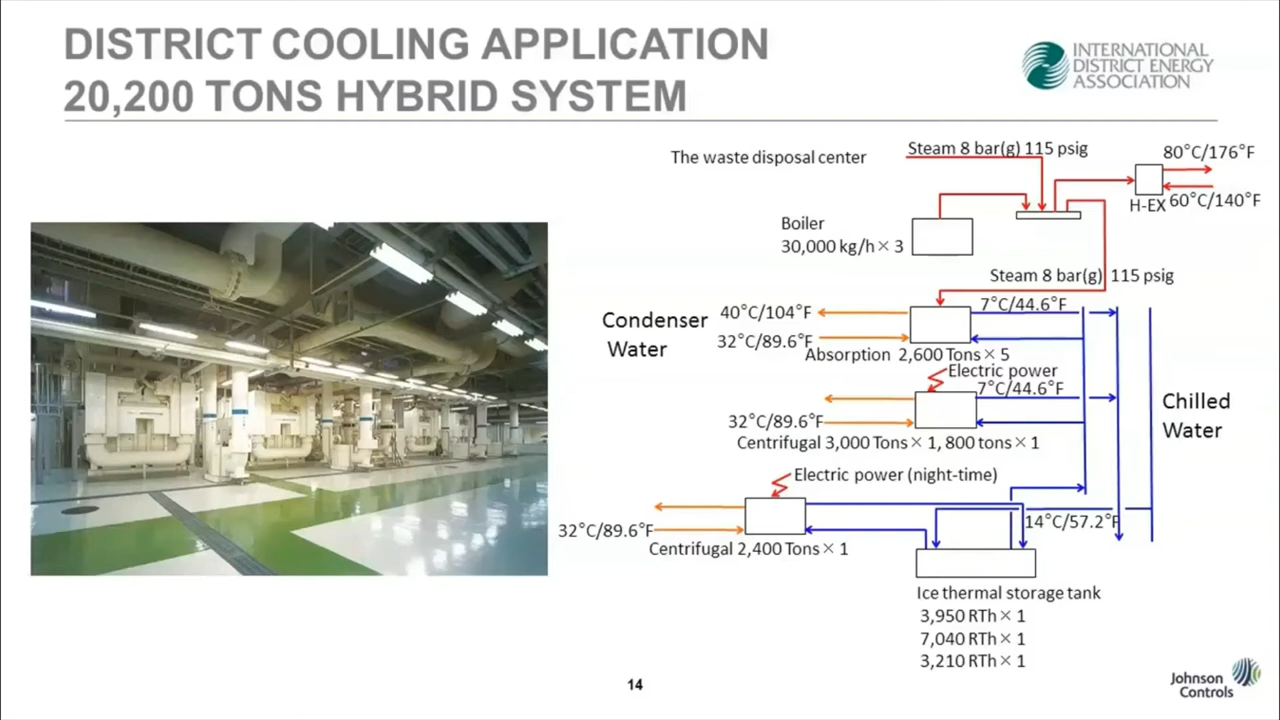 DISTRICT COOLING APPLICATION
20,200 TONS HYBRID SYSTEM
INTERNATIONAL
DISTRICT ENERGY
ASSOCIATION
The waste disposal center
Steam 8 bar(g) 115 psig
80°C/176°F
H-EX
60°C/140°F
Boiler
30,000 kg/h × 3
Steam 8 bar(g) 115 psig
Condenser
Water
40°C/104°F
7°C/44.6°F
32°C/89.6°F
Absorption 2,600 Tons × 5
Electric power
7°C/44.6°F
32°C/89.6°F
Centrifugal 3,000 Tons × 1, 800 tons × 1
Chilled
Water
Electric power (night-time)
14°C/57.2°F
32°C/89.6°F
Centrifugal 2,400 Tons × 1
Ice thermal storage tank
3,950 RTh × 1
7,040 RTh × 1
3,210 RTh × 1
14
Johnson
Controls